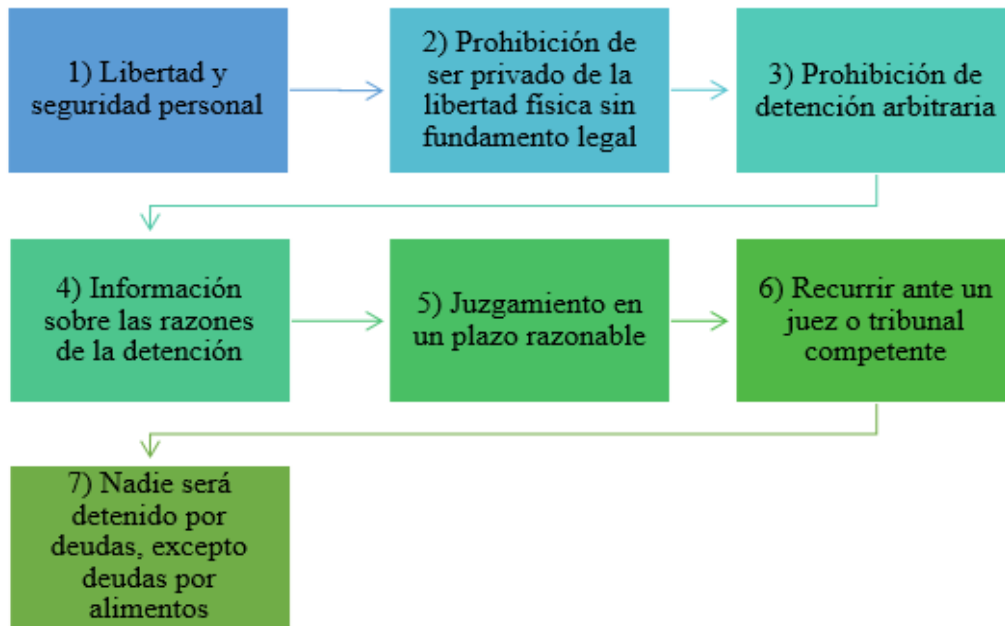 1) Libertad y
seguridad personal
2) Prohibición de
ser privado de la
libertad física sin
fundamento legal
3) Prohibición de
detención arbitraria
4) Información
sobre las razones
de la detención
5) Juzgamiento en
un plazo razonable
6) Recurrir ante un
juez o tribunal
competente
7) Nadie será
detenido por
deudas, excepto
deudas por
alimentos